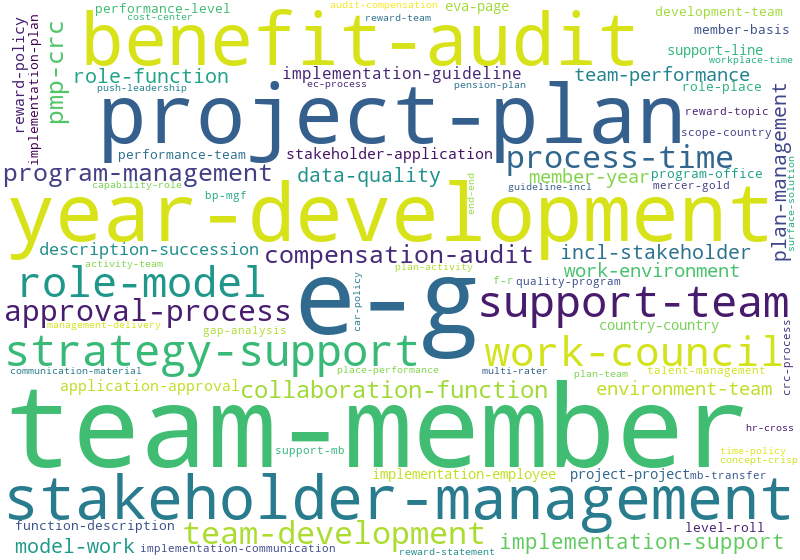 performance-level
cost-center
audit-compensation
reward-team
eva-page
development-team
member-basis
reward-policy
implementation-plan
pmp-crc
benefit-audit
support-line
workplace-time
role-function
implementation-guideline
team-performance
push-leadership
ec-process
pension-plan
role-place
project-plan
reward-topic
scope-country
plan-management
surface-solution
performance-team
stakeholder-application
process-time
program-management
data-quality
member-year
program-office
capability-role
bp-mgf
end-end
guideline-incl
mercer-gold
year-development
description-succession
compensation-audit
incl-stakeholder
activity-team
plan-activity
work-environment
role-model
e-g
car-policy
f-r
quality-program
support-team
approval-process
management-delivery
gap-analysis
country-country
crc-process
strategy-support
work-council
communication-material
place-performance
multi-rater
plan-team
talent-management
application-approval
collaboration-function
environment-team
team-member
hr-cross
support-mb
time-policy
concept-crisp
implementation-employee
project-project
mb-transfer
stakeholder-management
function-description
team-development
level-roll
model-work
implementation-communication
reward-statement
implementation-support